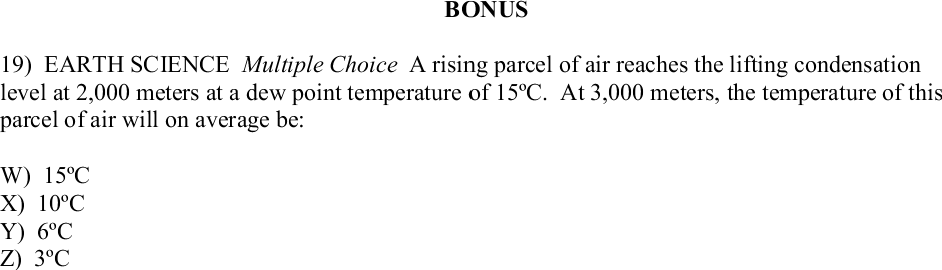 BONUS
19) EARTH SCIENCE Multiple Choice A rising parcel of air reaches the lifting condensation
level at 2,000 meters at a dew point temperature of 15ºC. At 3,000 meters, the temperature of this
parcel of air will on average be:
W) 15ºC
X) 10ºC
Y) 6ºC
Z) 3ºC